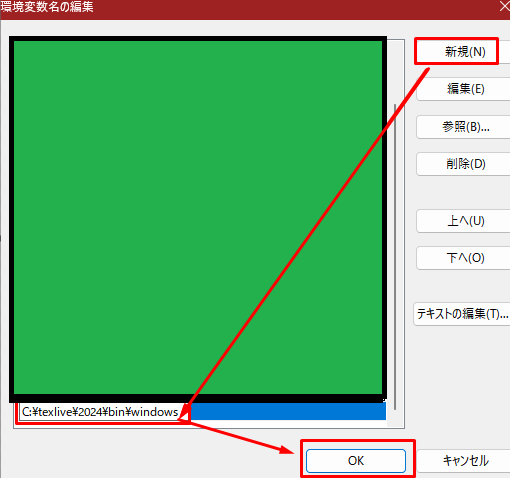 環境変数名の編集
新規(N)
編集(E)
参照(B)...
削除(D)
上へ(U)
下へ(O)
テキストの編集(T)...
C:¥texlive¥2024¥bin¥windows
OK
キャンセル